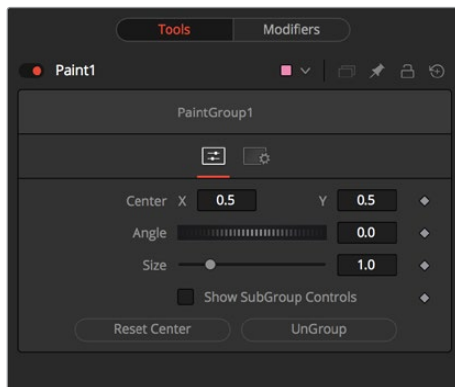 Tools Modifiers
Paint1
PaintGroup1
Center X 0.5 Y 0.5
Angle 0.0
Size 1.0
Show SubGroup Controls
Reset Center UnGroup